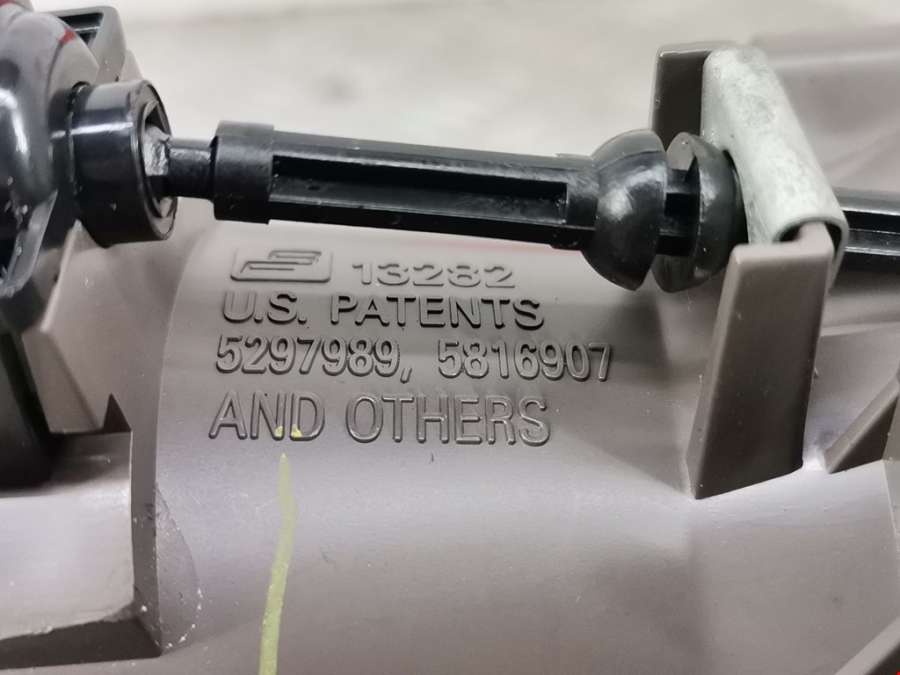 13282
U.S. PATENTS
5297989, 5816907
AND OTHERS